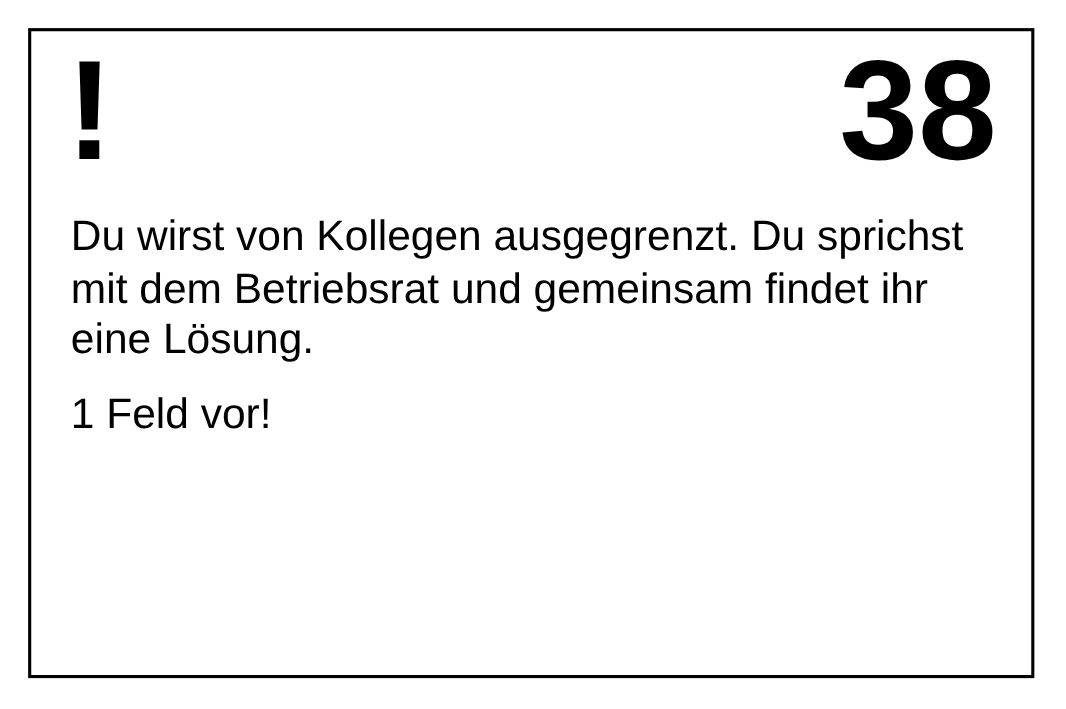 ! 38
Du wirst von Kollegen ausgegrenzt. Du sprichst
mit dem Betriebsrat und gemeinsam findet ihr
eine Lösung.
1 Feld vor!